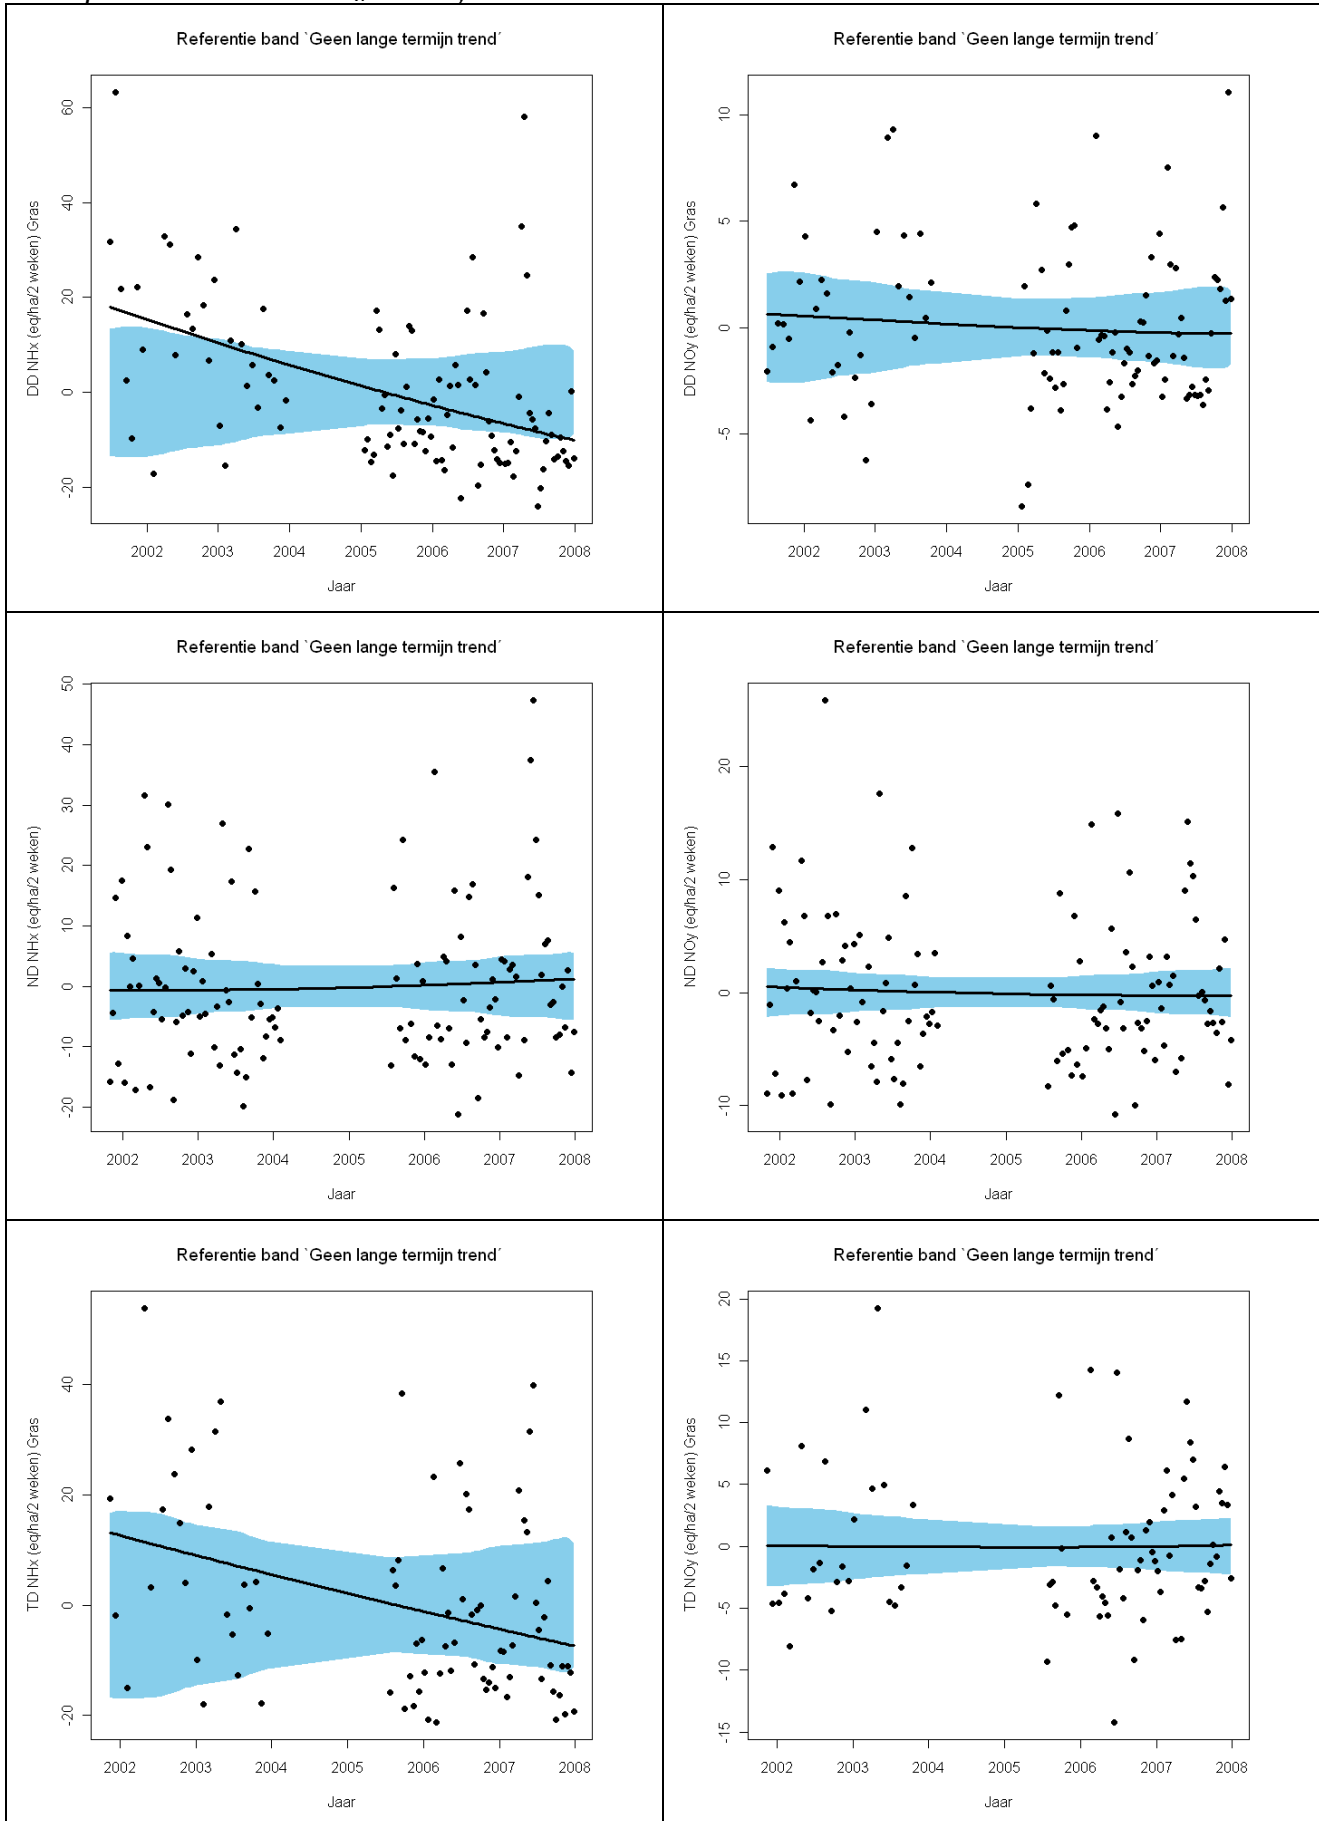 Referentie band `Geen lange termijn trend´
DD NHx (eq/ha/2 weken) Gras
60
40
20
0
-20
2002 2003 2004 2005 2006 2007 2008
Jaar
Referentie band `Geen lange termijn trend´
DD NOy (eq/ha/2 weken) Gras
10
5
0
-5
2002 2003 2004 2005 2006 2007 2008
Jaar
Referentie band `Geen lange termijn trend´
ND NHx (eq/ha/2 weken)
50
40
30
20
10
0
-10
-20
2002 2003 2004 2005 2006 2007 2008
Jaar
Referentie band `Geen lange termijn trend´
ND NOy (eq/ha/2 weken)
20
10
0
-10
2002 2003 2004 2005 2006 2007 2008
Jaar
Referentie band `Geen lange termijn trend´
TD NHx (eq/ha/2 weken) Gras
40
20
0
-20
2002 2003 2004 2005 2006 2007 2008
Jaar
Referentie band `Geen lange termijn trend´
TD NOy (eq/ha/2 weken) Gras
20
15
10
5
0
-5
-10
-15
2002 2003 2004 2005 2006 2007 2008
Jaar